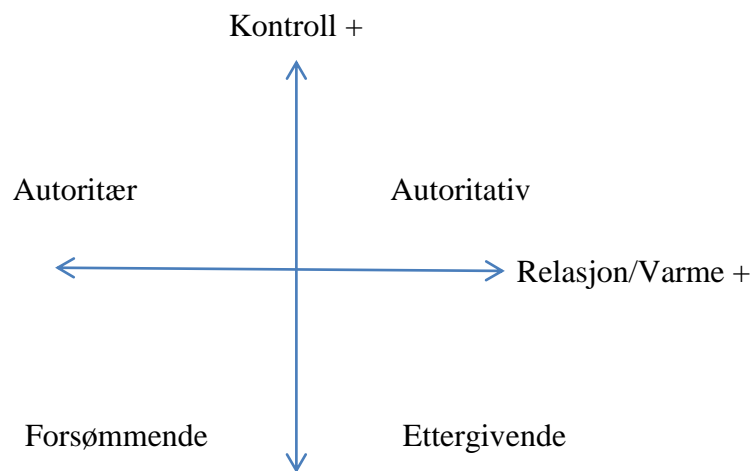 Kontroll +
Autoritær
Autoritativ
Relasjon/Varme +
Forsømmende
Ettergivende